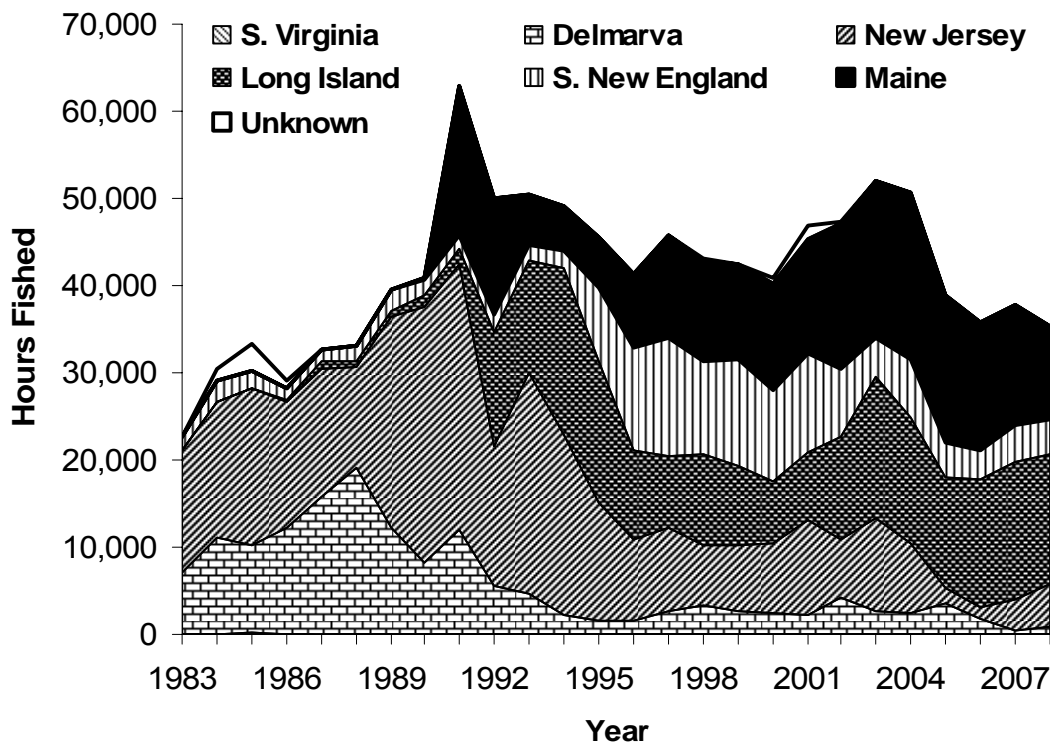 70,000
60,000
50,000
40,000
30,000
20,000
10,000
0
Hours Fished
S. Virginia Delmarva New Jersey
Long Island S. New England Maine
Unknown
1983 1986 1989 1992 1995 1998 2001 2004 2007
Year